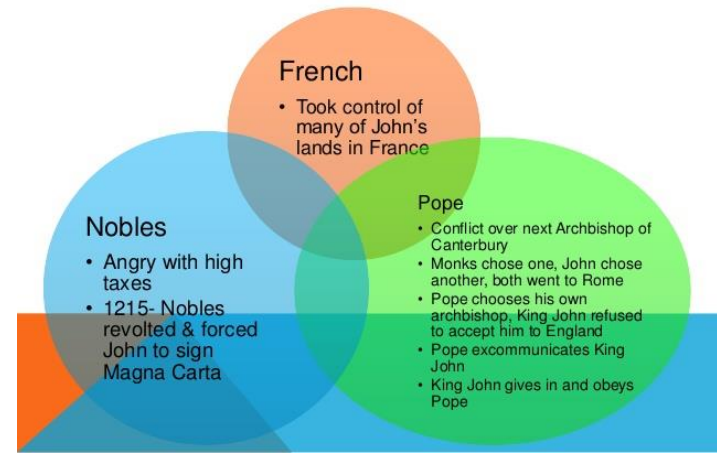 French
• Took control of
many of John's
lands in France
Nobles
• Angry with high
taxes
• 1215- Nobles
revolted & forced
John to sign
Magna Carta
Pope
• Conflict over next Archbishop of
Canterbury
• Monks chose one, John chose
another, both went to Rome
• Pope chooses his own
archbishop, King John refused
to accept him to England
• Pope excommunicates King
John
• King John gives in and obeys
Pope